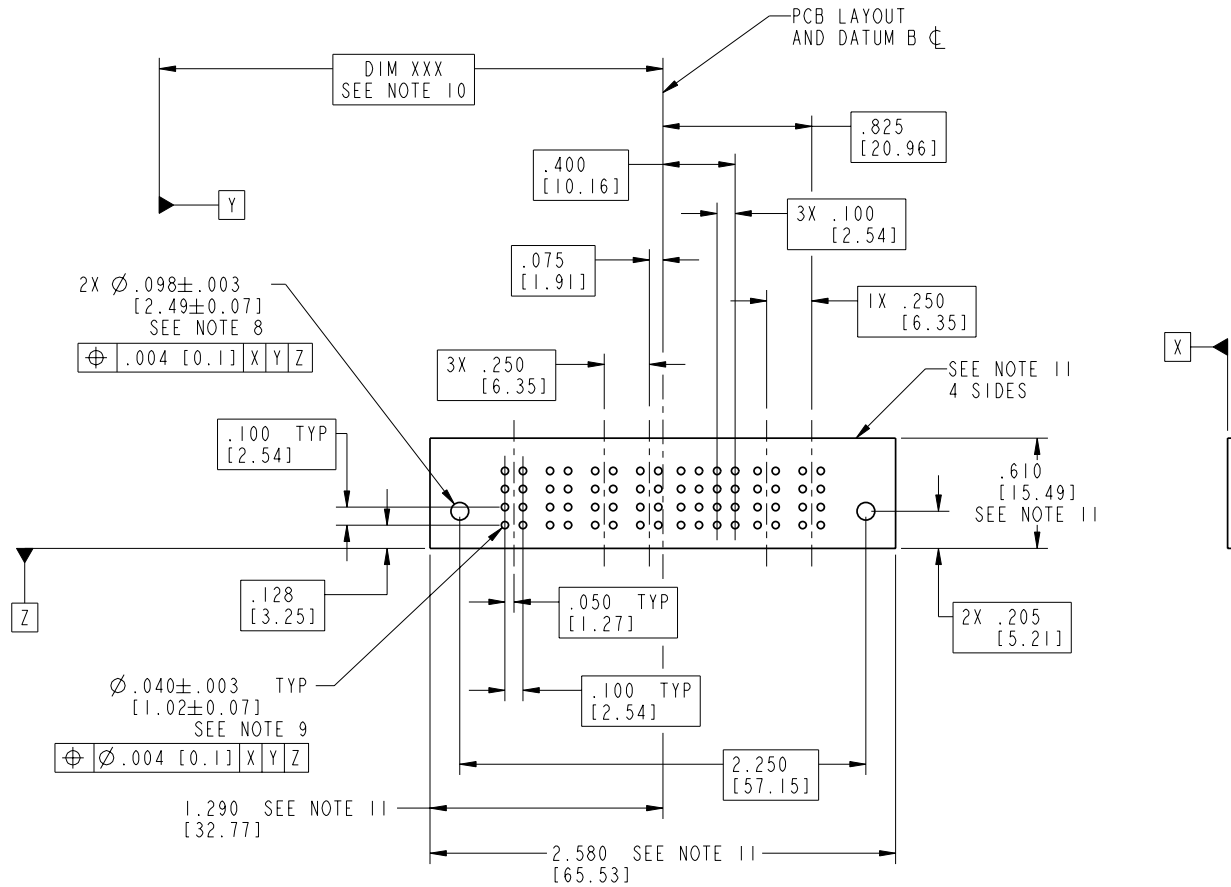 PCB LAYOUT
AND DATUM B ℄
DIM XXX
SEE NOTE 10
.825
[20.96]
.400
[10.16]
Y
3X .100
[2.54]
.075
[1.91]
2X Ø .098±.003
[2.49±0.07]
SEE NOTE 8
⌖ .004 [0.1] X Y Z
1X .250
[6.35]
X
3X .250
[6.35]
SEE NOTE 11
4 SIDES
.100 TYP
[2.54]
.610
[15.49]
SEE NOTE 11
Z
.128
[3.25]
.050 TYP
[1.27]
2X .205
[5.21]
Ø.040±.003 TYP
[1.02±0.07]
SEE NOTE 9
⌖ Ø.004 [0.1] X Y Z
.100 TYP
[2.54]
2.250
[57.15]
1.290 SEE NOTE 11
[32.77]
2.580 SEE NOTE 11
[65.53]